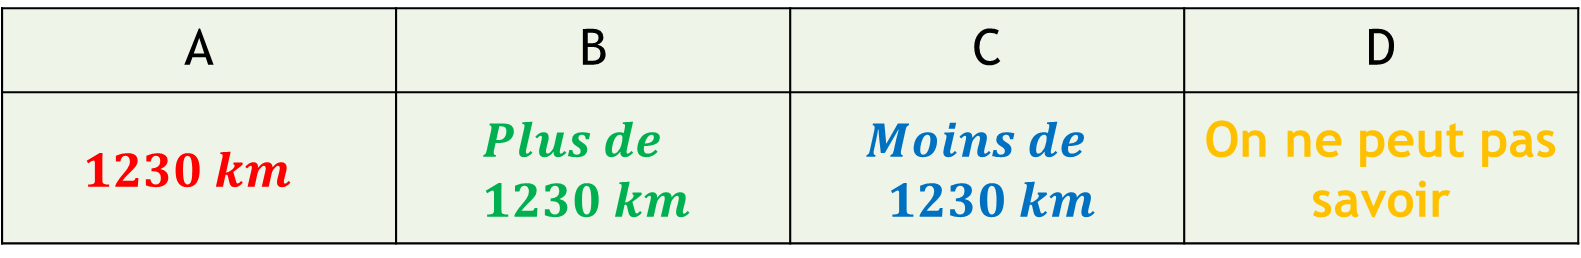 A B C D
1230 km
Plus de
1230 km
Moins de
1230 km
On ne peut pas
savoir